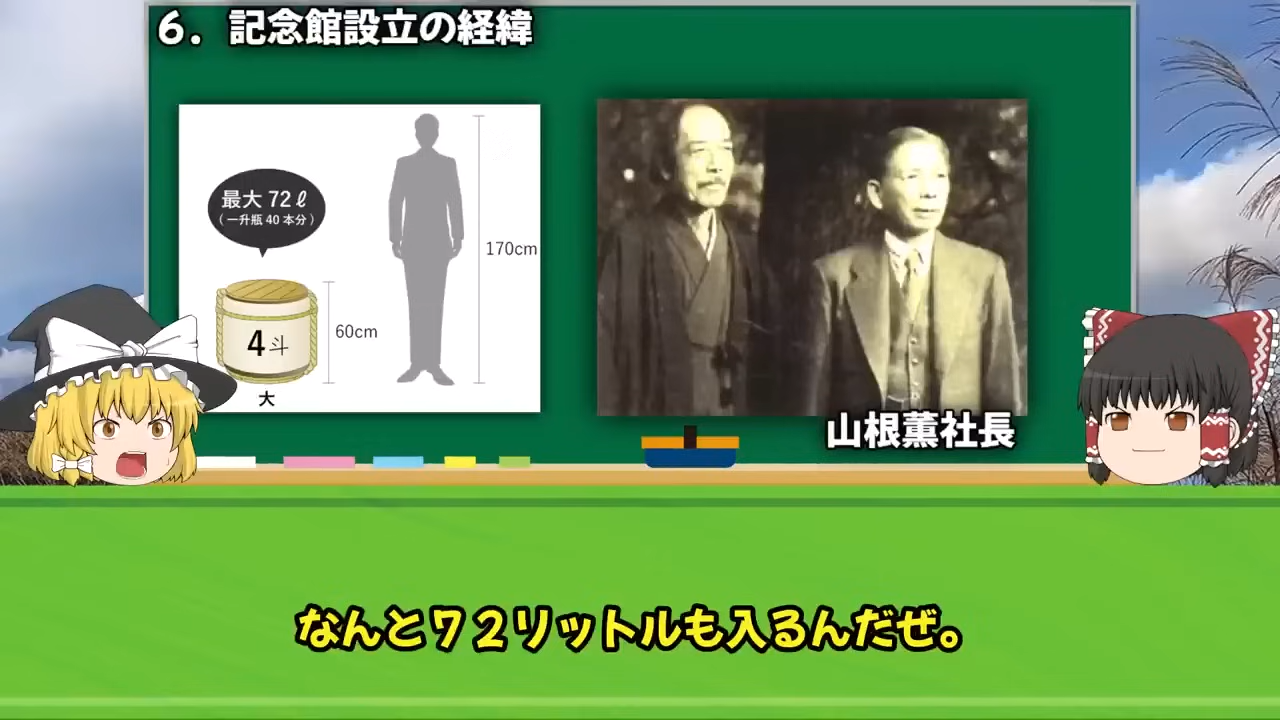 6．記念館設立の経緯
最大 72ℓ
（一升瓶 40 本分）
170cm
60cm
4斗
大
山根薫社長
なんと７２リットルも入るんだぜ。